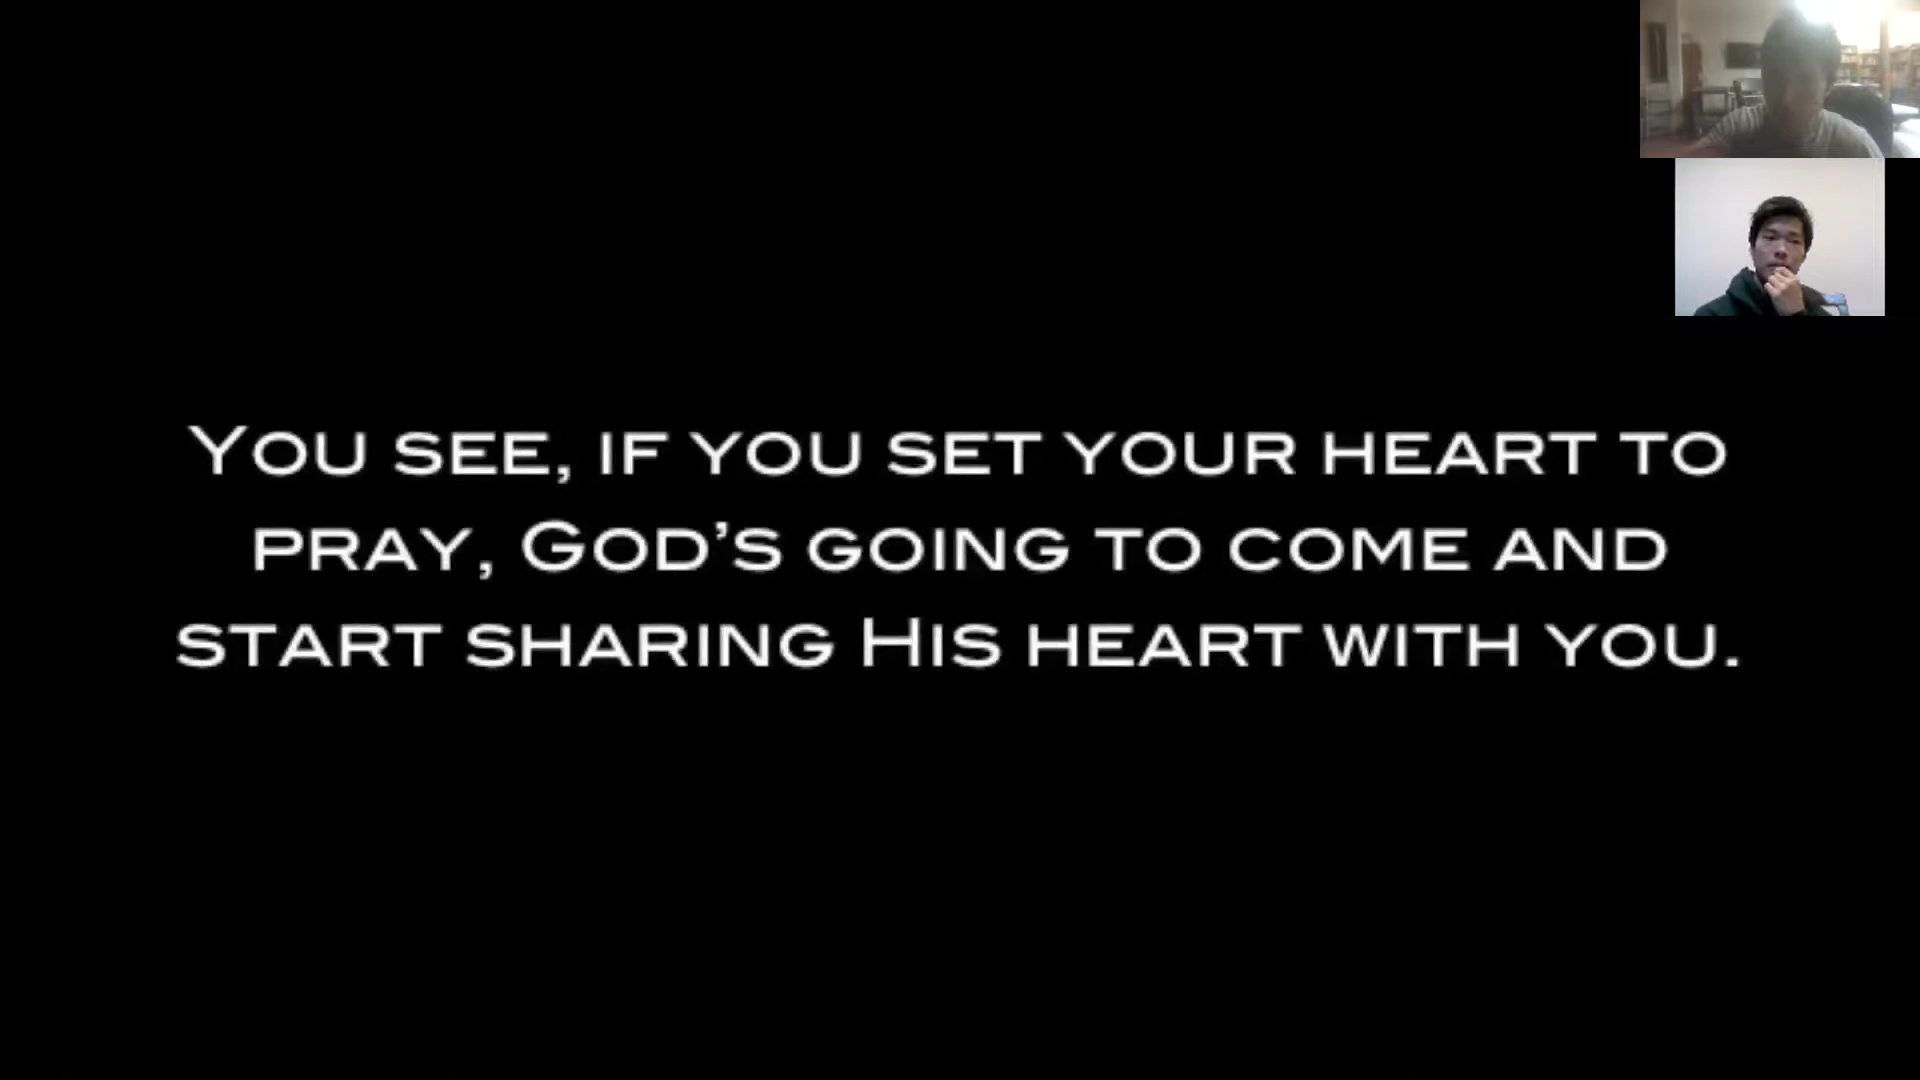 You see, if you set your heart to
pray, God’s going to come and
start sharing His heart with you.